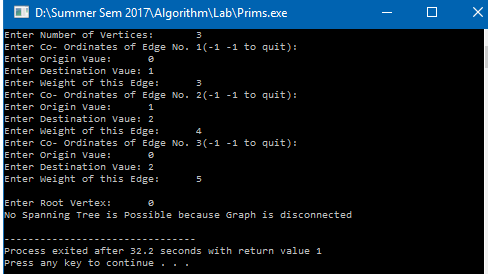 D:\Summer Sem 2017\Algorithm\Lab\Prims.exe
Enter Number of Vertices: 3
Enter Co- Ordinates of Edge No. 1(-1 -1 to quit):
Enter Origin Vaue: 0
Enter Destination Vaue: 1
Enter Weight of this Edge: 3
Enter Co- Ordinates of Edge No. 2(-1 -1 to quit):
Enter Origin Vaue: 1
Enter Destination Vaue: 2
Enter Weight of this Edge: 4
Enter Co- Ordinates of Edge No. 3(-1 -1 to quit):
Enter Origin Vaue: 0
Enter Destination Vaue: 2
Enter Weight of this Edge: 5
Enter Root Vertex: 0
No Spanning Tree is Possible because Graph is disconnected
--------------------------------
Process exited after 32.2 seconds with return value 1
Press any key to continue . . .